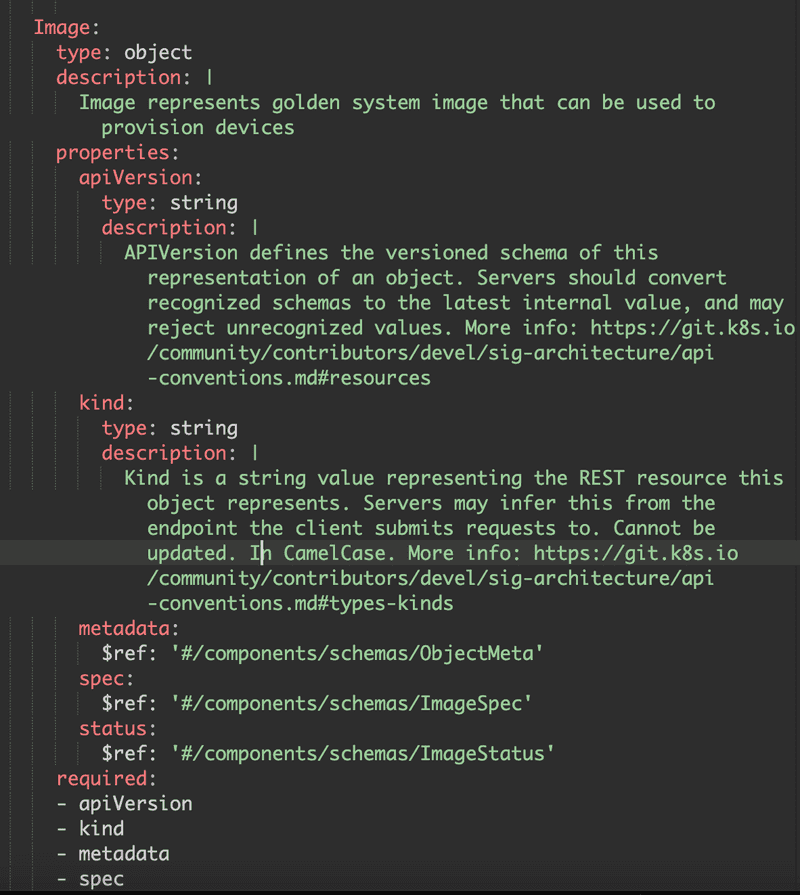 Image:
type: object
description: |
Image represents golden system image that can be used to
provision devices
properties:
apiVersion:
type: string
description: |
APIVersion defines the versioned schema of this
representation of an object. Servers should convert
recognized schemas to the latest internal value, and may
reject unrecognized values. More info: https://git.k8s.io
/community/contributors/devel/sig-architecture/api
-conventions.md#resources
kind:
type: string
description: |
Kind is a string value representing the REST resource this
object represents. Servers may infer this from the
endpoint the client submits requests to. Cannot be
updated. In CamelCase. More info: https://git.k8s.io
/community/contributors/devel/sig-architecture/api
-conventions.md#types-kinds
metadata:
$ref: '#/components/schemas/ObjectMeta'
spec:
$ref: '#/components/schemas/ImageSpec'
status:
$ref: '#/components/schemas/ImageStatus'
required:
- apiVersion
- kind
- metadata
- spec